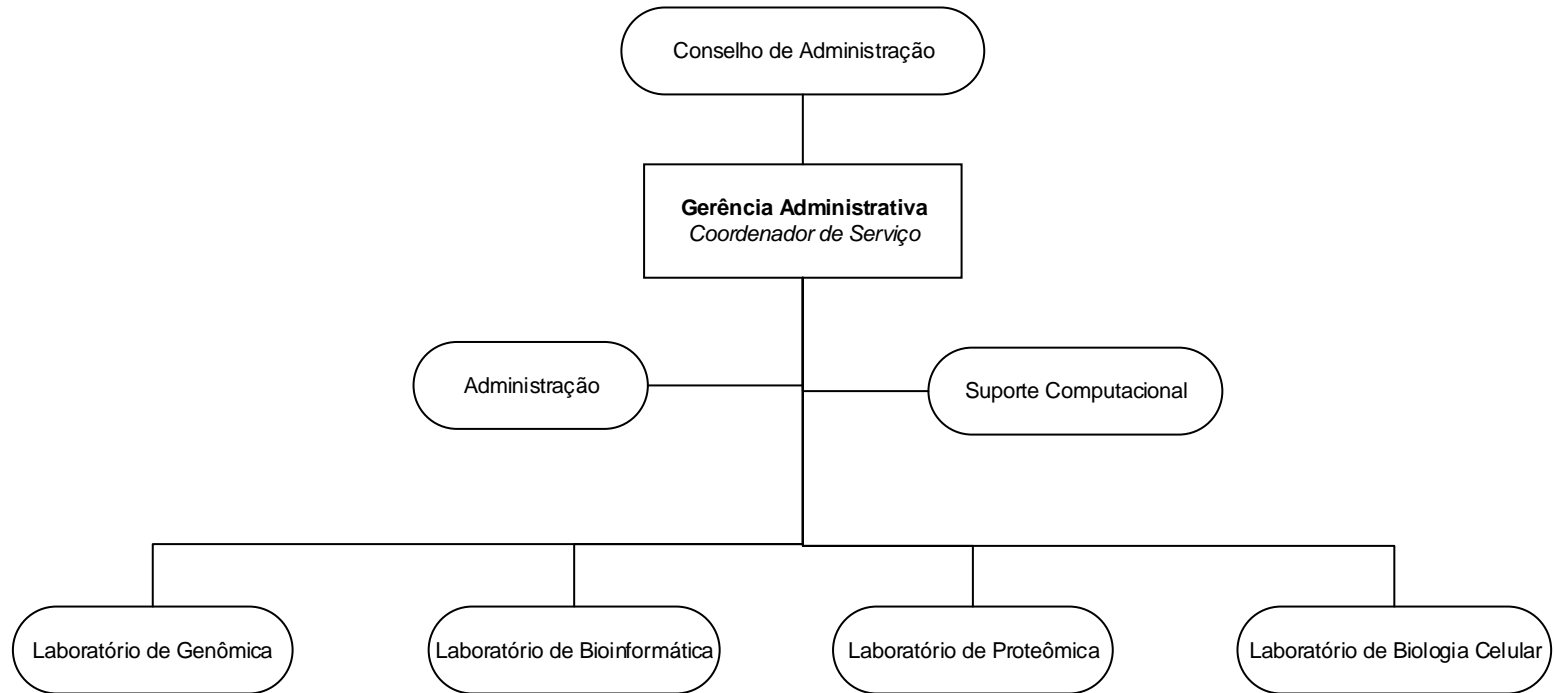 Conselho de Administração
Gerência Administrativa
Coordenador de Serviço
Administração
Suporte Computacional
Laboratório de Genômica
Laboratório de Bioinformática
Laboratório de Proteômica
Laboratório de Biologia Celular